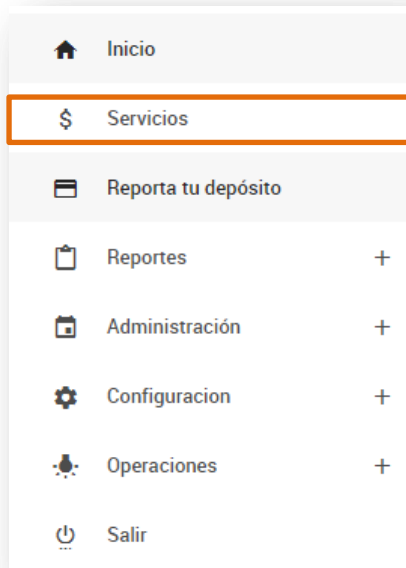 Inicio
$ Servicios
Reporta tu depósito
Reportes +
Administración +
Configuracion +
Operaciones +
Salir